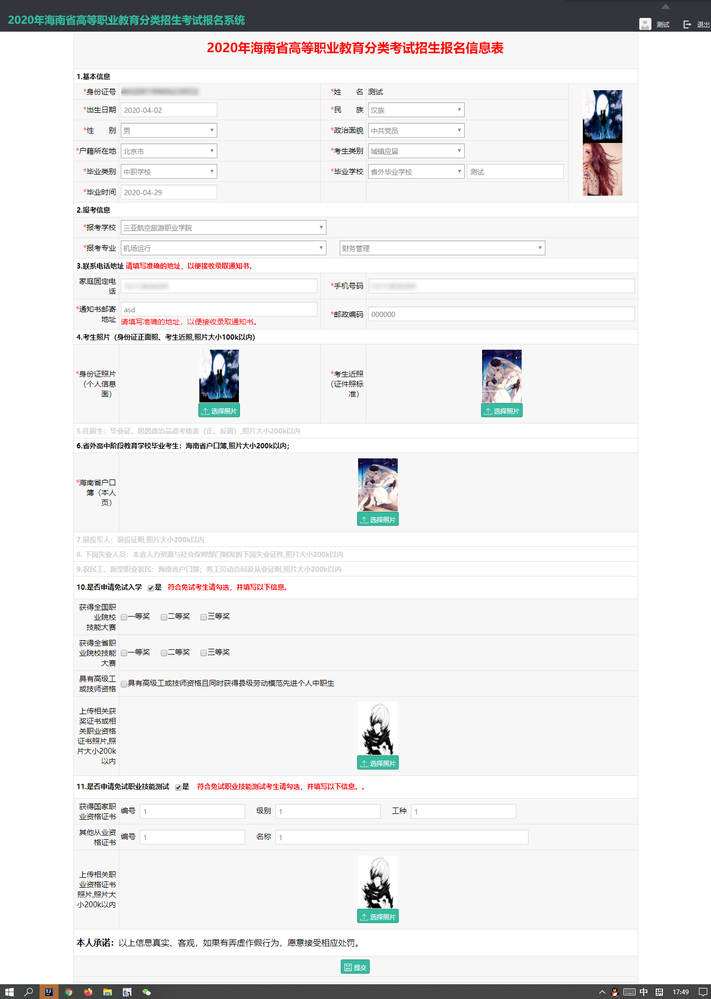 2020年海南省高等职业教育分类招生考试报名系统
测试 退出
2020年海南省高等职业教育分类考试招生报名信息表
1.基本信息
*身份证号 *姓 名 测试
*出生日期 2020-04-02 *民 族 汉族
*性 别 男 *政治面貌 中共党员
*户籍所在地 北京市 *考生类别 城镇应届
*毕业类别 中职学校 *毕业学校 省外毕业学校 测试
*毕业时间 2020-04-29
2.报考信息
*报考学校 三亚航空旅游职业学院
*报考专业 机场运行 财务管理
3.联系电话地址 请填写准确的地址，以便接收录取通知书。
家庭固定电
话
*手机号码
*通知书邮寄
地址
asd
请填写准确的地址，以便接收录取通知书。
*邮政编码 000000
4.考生照片（身份证正面照、考生近照,照片大小100k以内）
*身份证照片
（个人信息
面）
选择照片
*考生近照
（证件照标
准）
选择照片
5.往届生：毕业证、思想政治品德考核表（正、反面）,照片大小200k以内
6.省外高中阶段教育学校毕业考生：海南省户口簿,照片大小200k以内；
*海南省户口
簿（本人
页）
选择照片
7.退役军人：退役证明,照片大小200k以内
8. 下岗失业人员：本省人力资源与社会保障部门制发的下岗失业证件,照片大小200k以内
9.农民工、新型职业农民：海南省户口簿；务工劳动合同及从业证明,照片大小200k以内
10.是否申请免试入学 是 符合免试考生请勾选，并填写以下信息。
获得全国职
业院校
技能大赛
一等奖 二等奖 三等奖
获得全省职
业院校技能
大赛
一等奖 二等奖 三等奖
具有高级工
或技师资格
具有高级工或技师资格且同时获得县级劳动模范先进个人中职生
上传相关获
奖证书或相
关职业资格
证书照片,照
片大小200k
以内
选择照片
11.是否申请免试职业技能测试 是 符合免试职业技能测试考生请勾选，并填写以下信息。。
获得国家职
业资格证书
编号 1 级别 1 工种 1
其他从业资
格证书
编号 1 名称 1
上传相关职
业资格证书
照片,照片大
小200k以内
选择照片
本人承诺：以上信息真实、客观，如果有弄虚作假行为，愿意接受相应处罚。
提交
IJ 中 拼 17:49